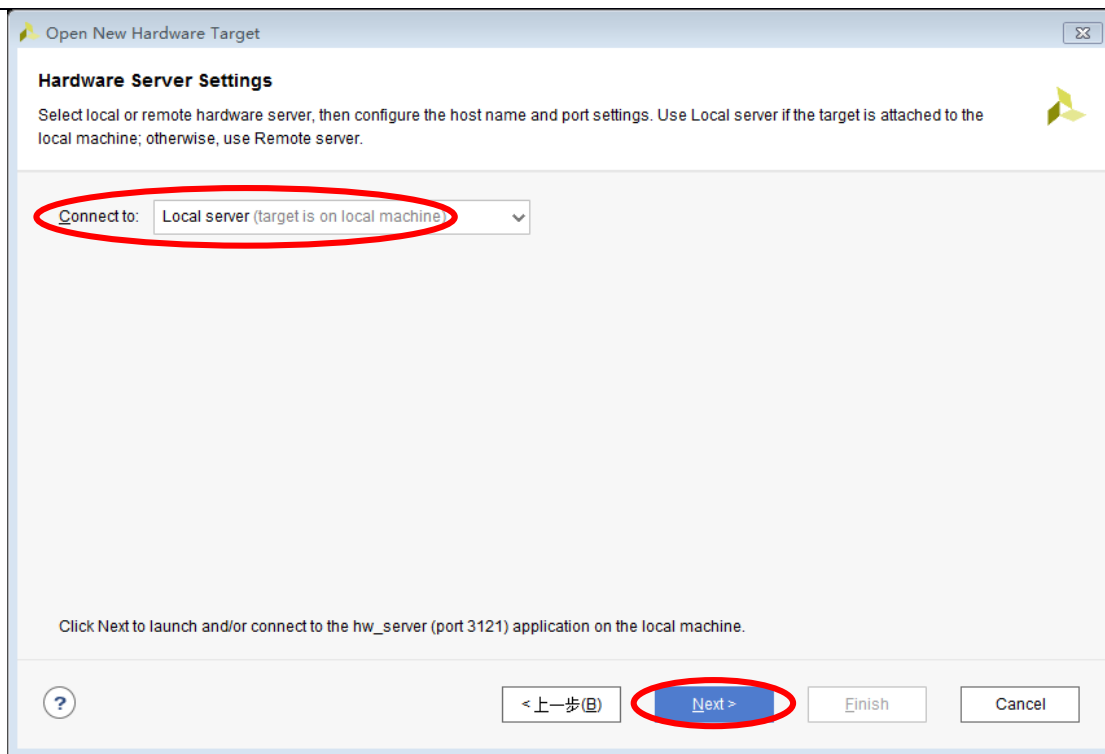 Open New Hardware Target
Hardware Server Settings
Select local or remote hardware server, then configure the host name and port settings. Use Local server if the target is attached to the
local machine; otherwise, use Remote server.
Connect to: Local server (target is on local machine)
Click Next to launch and/or connect to the hw_server (port 3121) application on the local machine.
? <上一步(B) Next > Finish Cancel